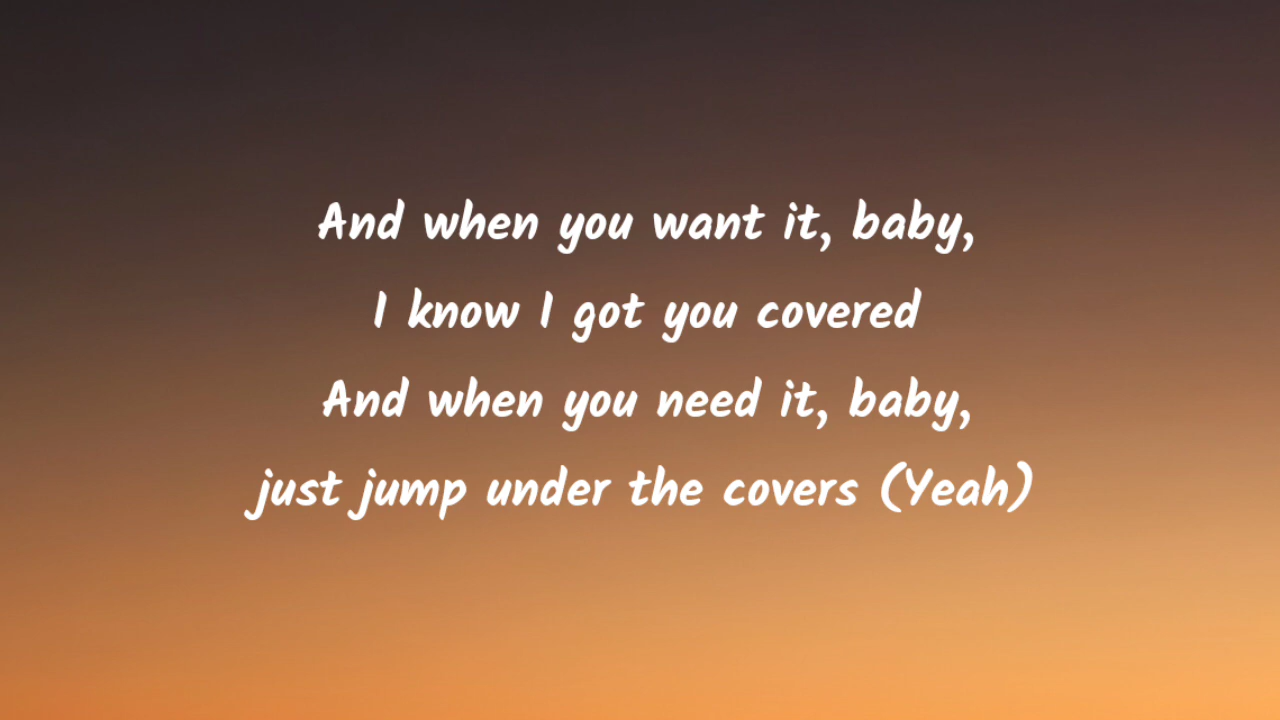 And when you want it, baby,
I know I got you covered
And when you need it, baby,
just jump under the covers (Yeah)